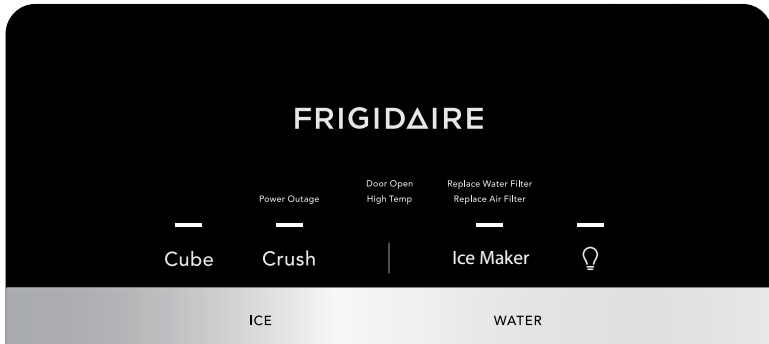 FRIGIDAIRE
Door Open Replace Water Filter
Power Outage High Temp Replace Air Filter
Cube Crush Ice Maker
ICE WATER